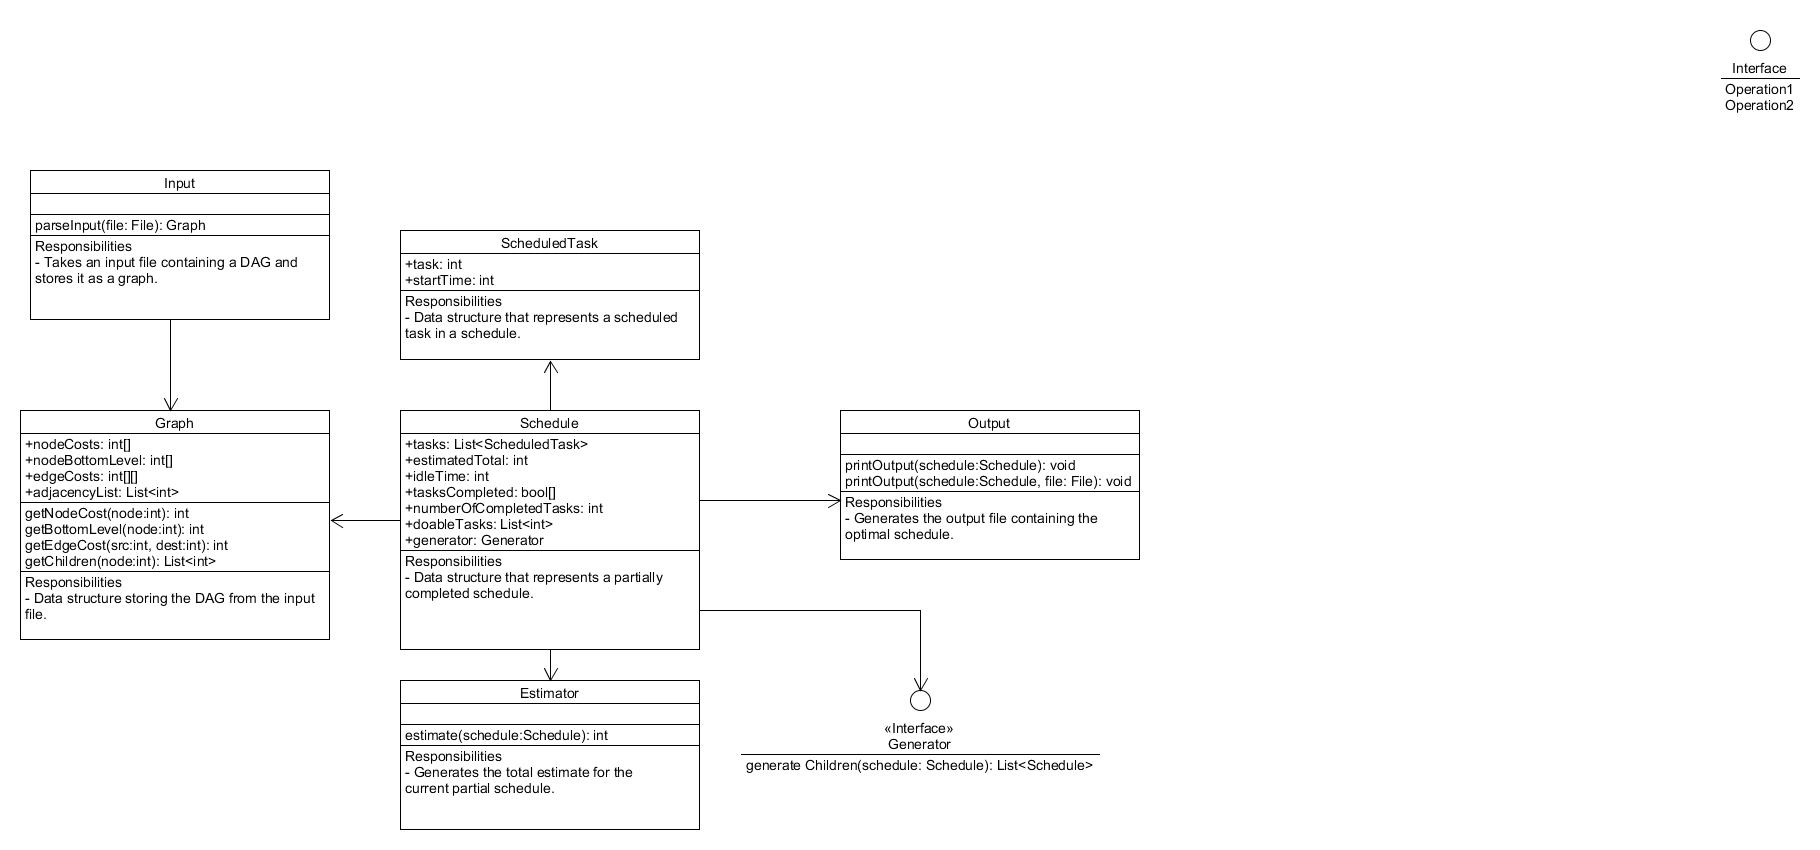 Interface
Operation1
Operation2
Input
parseInput(file: File): Graph
Responsibilities
- Takes an input file containing a DAG and
stores it as a graph.
ScheduledTask
+task: int
+startTime: int
Responsibilities
- Data structure that represents a scheduled
task in a schedule.
Graph
+nodeCosts: int[]
+nodeBottomLevel: int[]
+edgeCosts: int[][]
+adjacencyList: List<int>
getNodeCost(node:int): int
getBottomLevel(node:int): int
getEdgeCost(src:int, dest:int): int
getChildren(node:int): List<int>
Responsibilities
- Data structure storing the DAG from the input
file.
Schedule
+tasks: List<ScheduledTask>
+estimatedTotal: int
+idleTime: int
+tasksCompleted: bool[]
+numberOfCompletedTasks: int
+doableTasks: List<int>
+generator: Generator
Responsibilities
- Data structure that represents a partially
completed schedule.
Output
printOutput(schedule:Schedule): void
printOutput(schedule:Schedule, file: File): void
Responsibilities
- Generates the output file containing the
optimal schedule.
Estimator
estimate(schedule:Schedule): int
Responsibilities
- Generates the total estimate for the
current partial schedule.
«Interface»
Generator
generate Children(schedule: Schedule): List<Schedule>